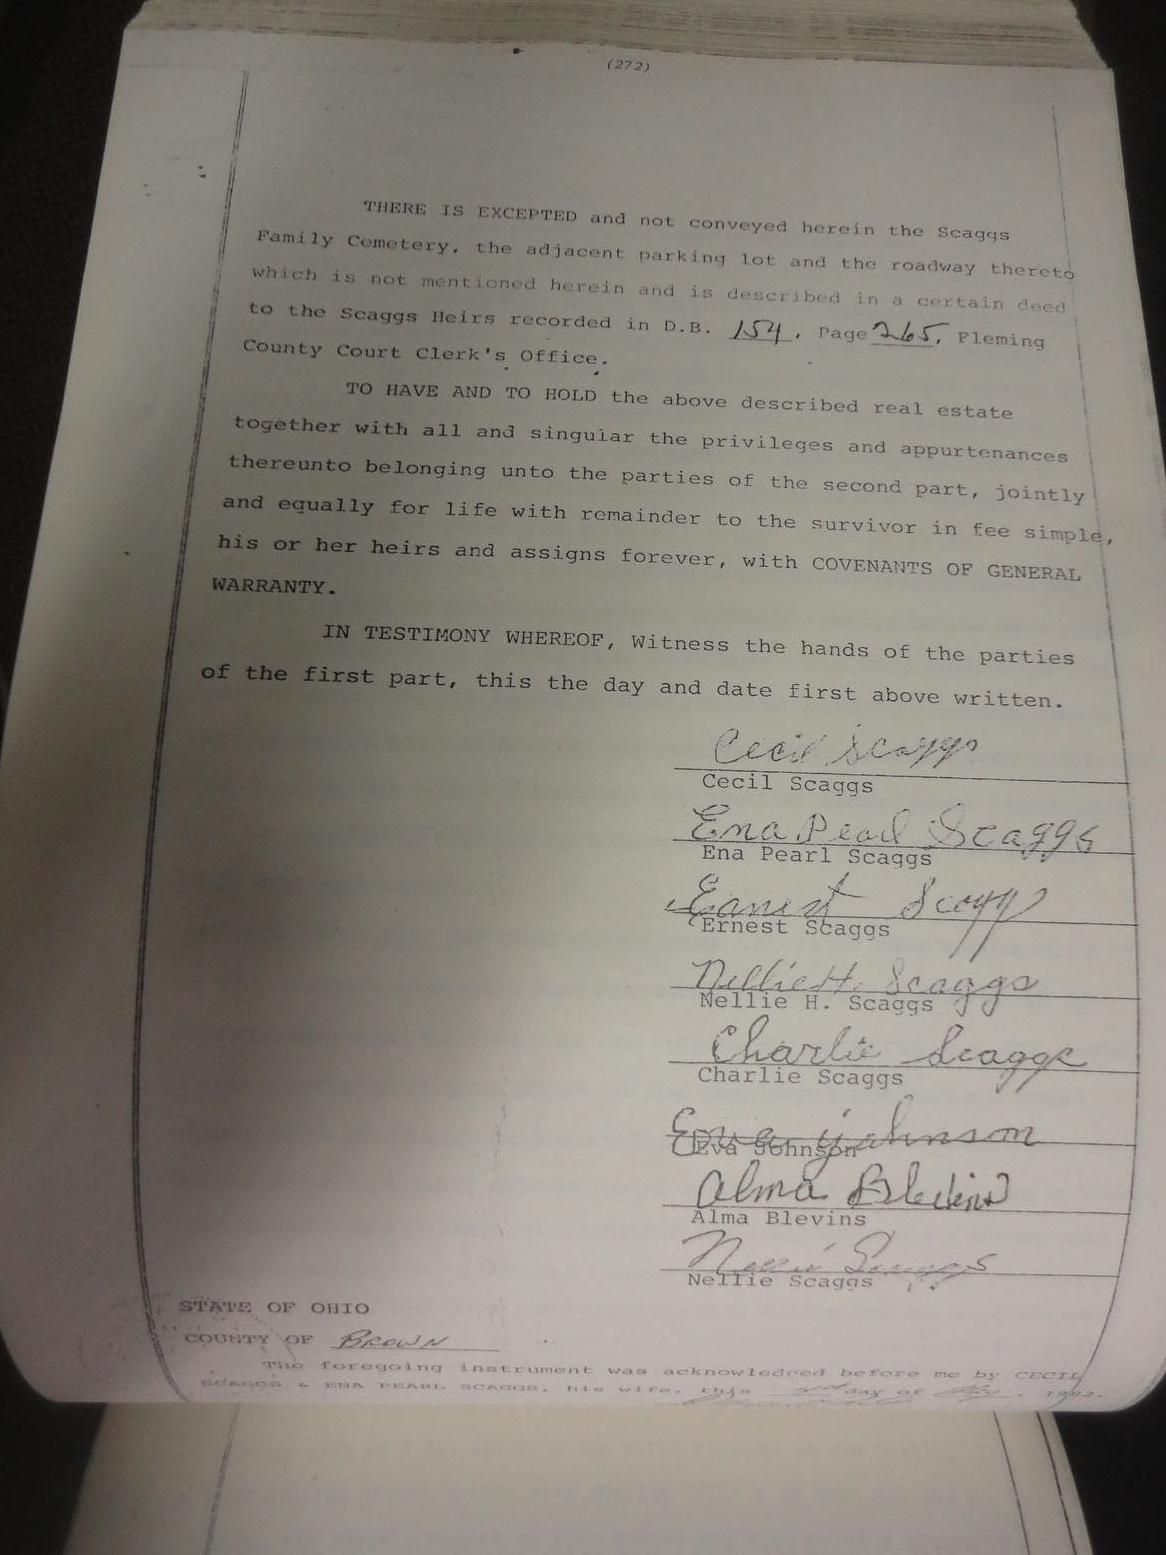 (272)
THERE IS EXCEPTED and not conveyed herein the Scaggs
Family Cemetery, the adjacent parking lot and the roadway thereto
which is not mentioned herein and is described in a certain deed
to the Scaggs Heirs recorded in D.B. 154, Page 265, Fleming
County Court Clerk's Office.
TO HAVE AND TO HOLD the above described real estate
together with all and singular the privileges and appurtenances
thereunto belonging unto the parties of the second part, jointly
and equally for life with remainder to the survivor in fee simple,
his or her heirs and assigns forever, with COVENANTS OF GENERAL
WARRANTY.
IN TESTIMONY WHEREOF, Witness the hands of the parties
of the first part, this the day and date first above written.
Cecil Scaggs
Cecil Scaggs
Ena Pearl Scaggs
Ena Pearl Scaggs
Earnest Scaggs
Ernest Scaggs
Nellie H. Scaggs
Nellie H. Scaggs
Charlie Scaggs
Charlie Scaggs
Eva Johnson
Eva Johnson
Alma Blevins
Alma Blevins
Nellie Scaggs
Nellie Scaggs
STATE OF OHIO
COUNTY OF BROWN
The foregoing instrument was acknowledged before me by CECIL
SCAGGS & ENA PEARL SCAGGS, his wife, this day of , 1982.